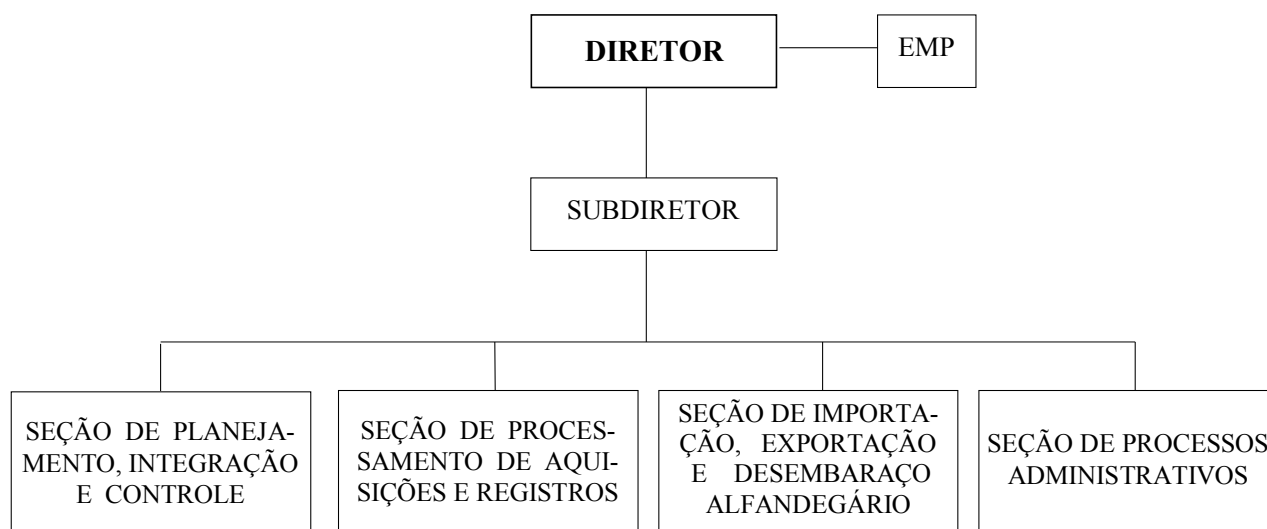 DIRETOR
EMP
SUBDIRETOR
SEÇÃO DE PLANEJA-
MENTO, INTEGRAÇÃO
E CONTROLE
SEÇÃO DE PROCES-
SAMENTO DE AQUI-
SIÇÕES E REGISTROS
SEÇÃO DE IMPORTA-
ÇÃO, EXPORTAÇÃO
E DESEMBARAÇO
ALFANDEGÁRIO
SEÇÃO DE PROCESSOS
ADMINISTRATIVOS